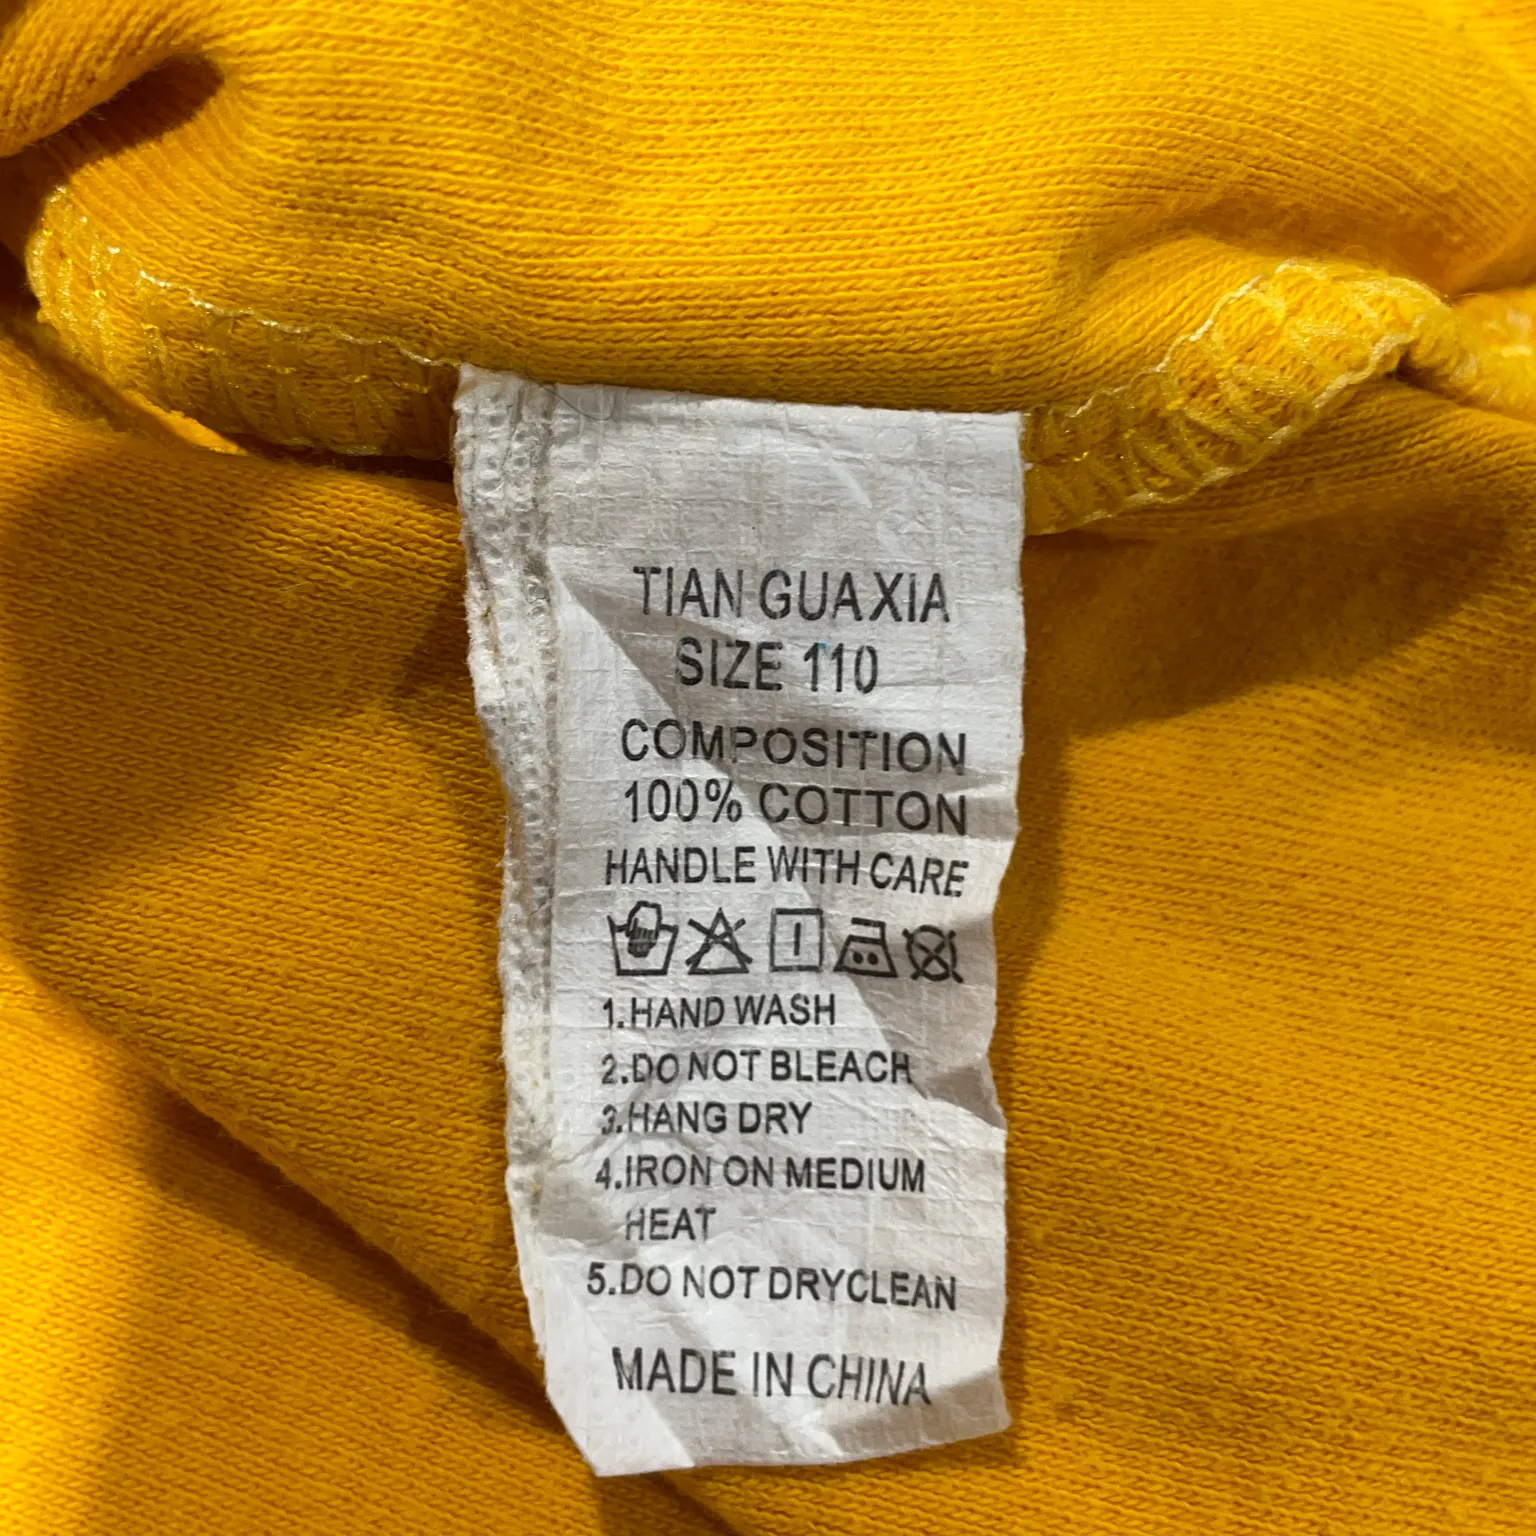 TIAN GUA XIA
SIZE 110
COMPOSITION
100% COTTON
HANDLE WITH CARE
1.HAND WASH
2.DO NOT BLEACH
3.HANG DRY
4.IRON ON MEDIUM
HEAT
5.DO NOT DRYCLEAN
MADE IN CHINA